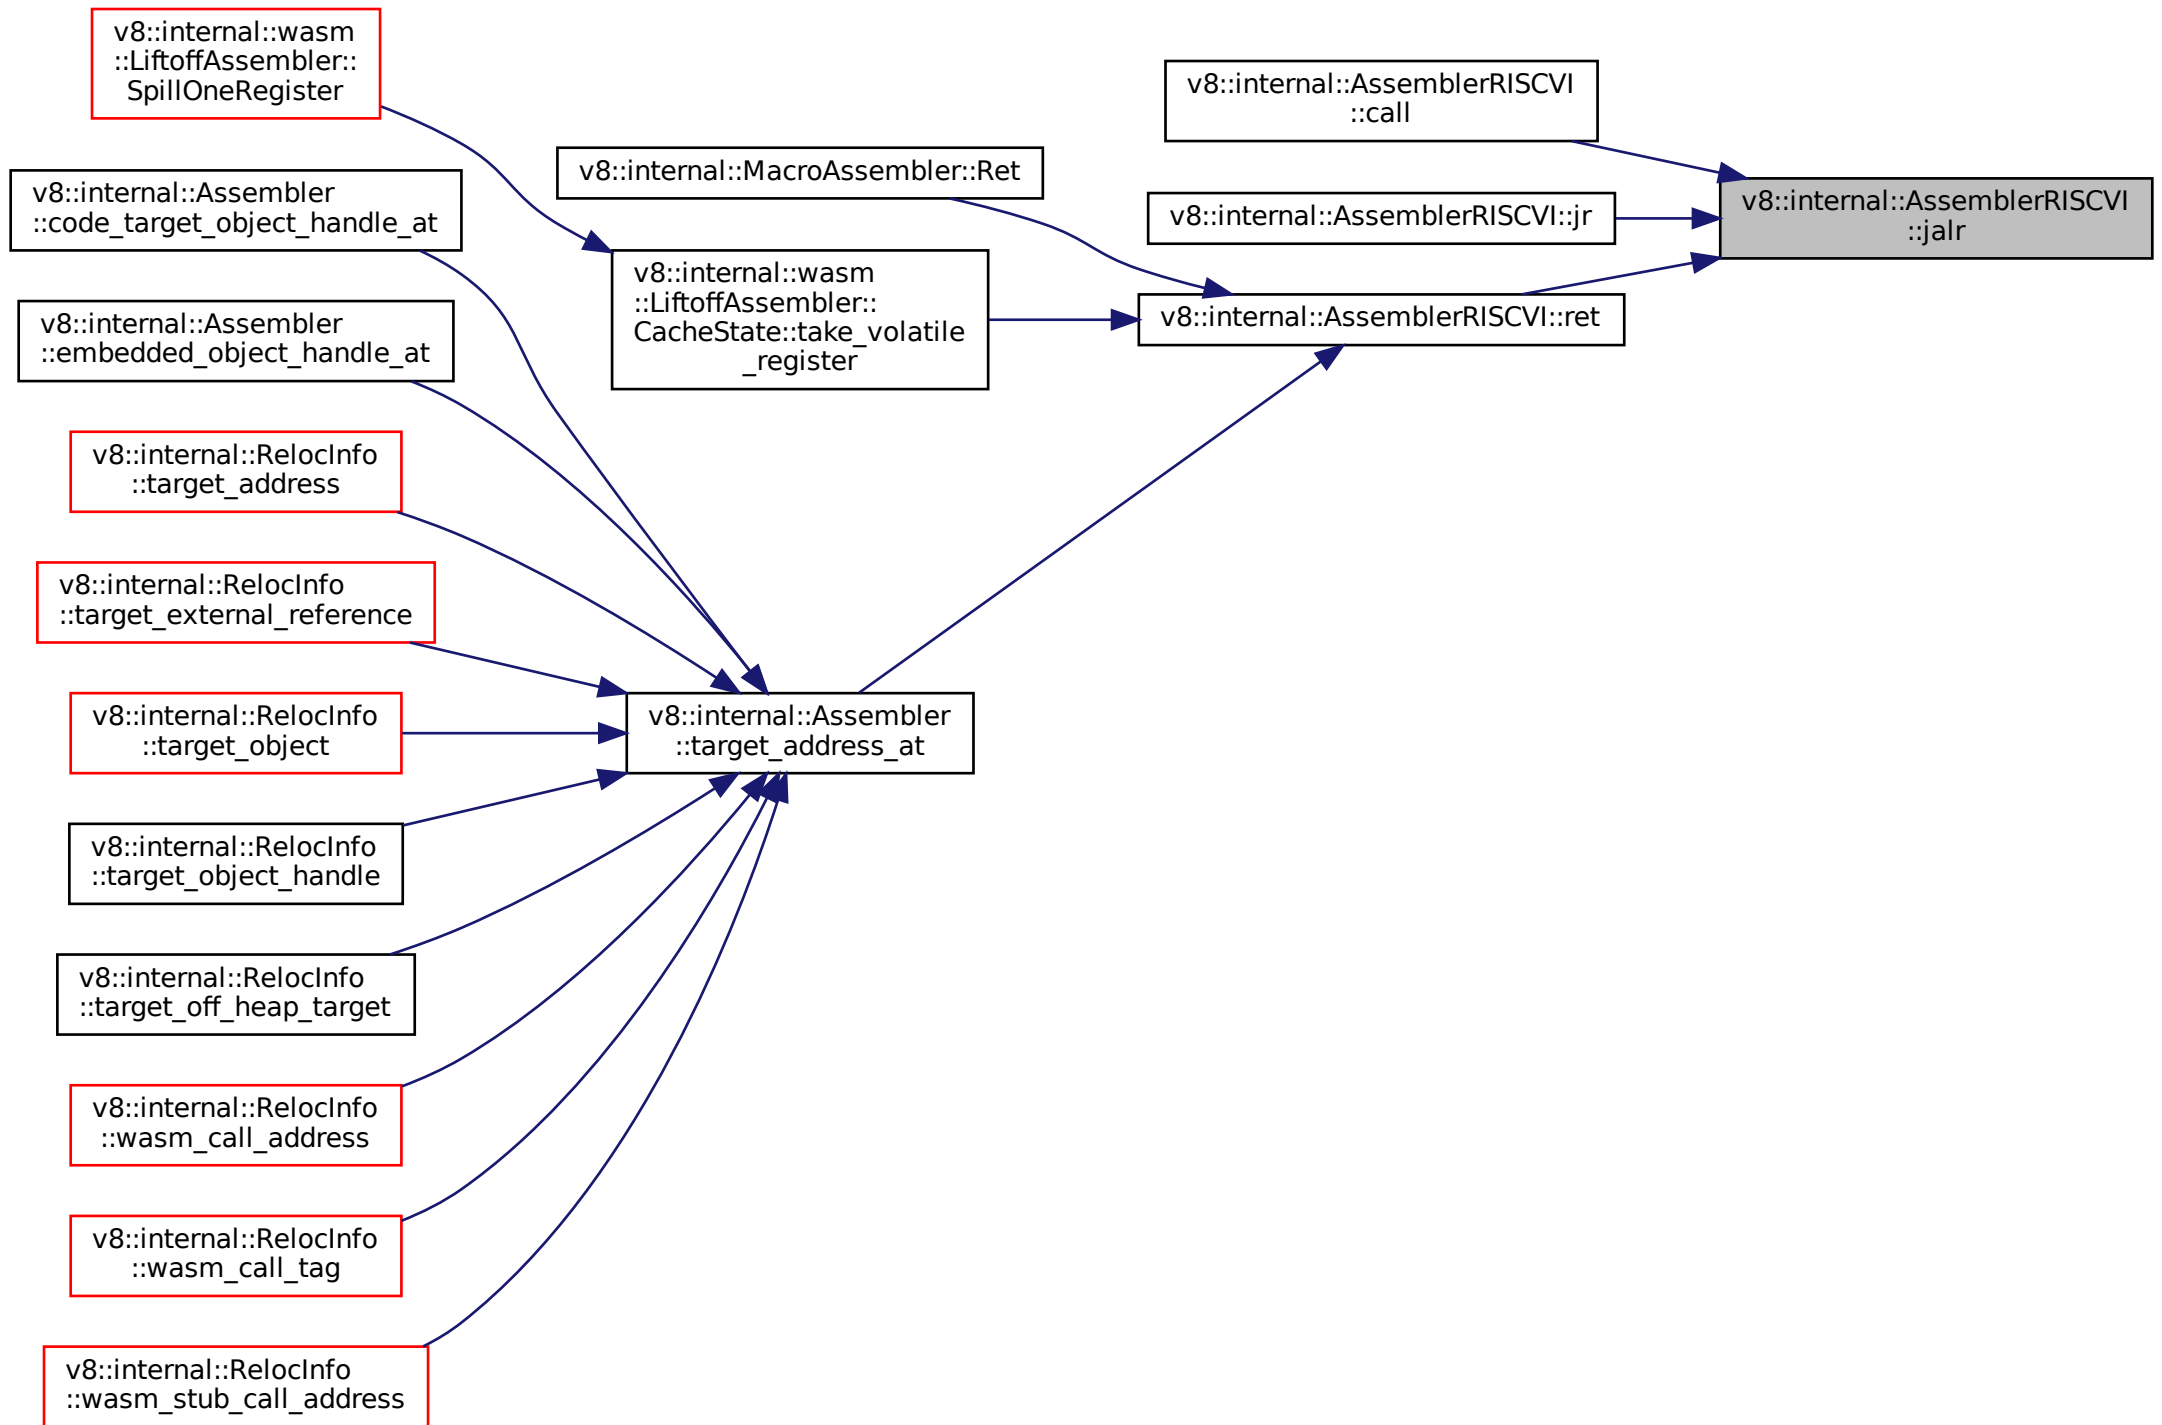 v8::internal::wasm
::LiftoffAssembler::
SpillOneRegister
v8::internal::Assembler
::code_target_object_handle_at
v8::internal::Assembler
::embedded_object_handle_at
v8::internal::RelocInfo
::target_address
v8::internal::RelocInfo
::target_external_reference
v8::internal::RelocInfo
::target_object
v8::internal::RelocInfo
::target_object_handle
v8::internal::RelocInfo
::target_off_heap_target
v8::internal::RelocInfo
::wasm_call_address
v8::internal::RelocInfo
::wasm_call_tag
v8::internal::RelocInfo
::wasm_stub_call_address
v8::internal::MacroAssembler::Ret
v8::internal::wasm
::LiftoffAssembler::
CacheState::take_volatile
_register
v8::internal::Assembler
::target_address_at
v8::internal::AssemblerRISCVI
::call
v8::internal::AssemblerRISCVI::jr
v8::internal::AssemblerRISCVI::ret
v8::internal::AssemblerRISCVI
::jalr